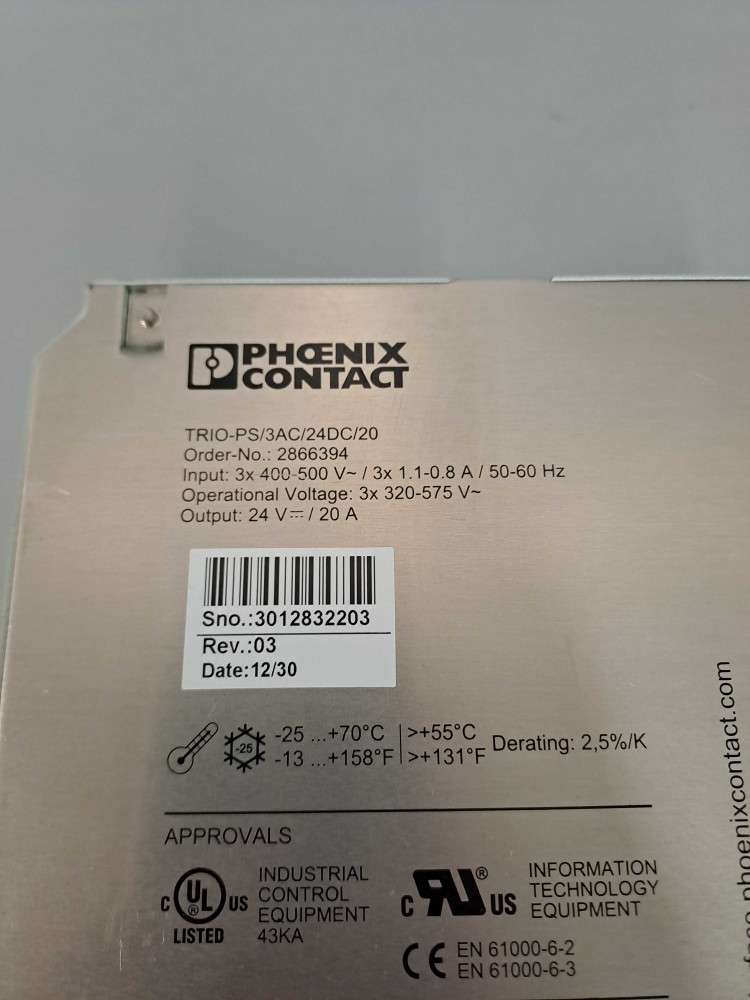 PHŒNIX
CONTACT
TRIO-PS/3AC/24DC/20
Order-No.: 2866394
Input: 3x 400-500 V~ / 3x 1.1-0.8 A / 50-60 Hz
Operational Voltage: 3x 320-575 V~
Output: 24 V⎓ / 20 A
Sno.:3012832203
Rev.:03
Date:12/30
-25 -25 ...+70°C |>+55°C
-13 ...+158°F |>+131°F
Derating: 2,5%/K
APPROVALS
C UL ® US
LISTED
INDUSTRIAL
CONTROL
EQUIPMENT
43KA
C RU ® US
INFORMATION
TECHNOLOGY
EQUIPMENT
CE EN 61000-6-2
EN 61000-6-3
phoenixcontact.com